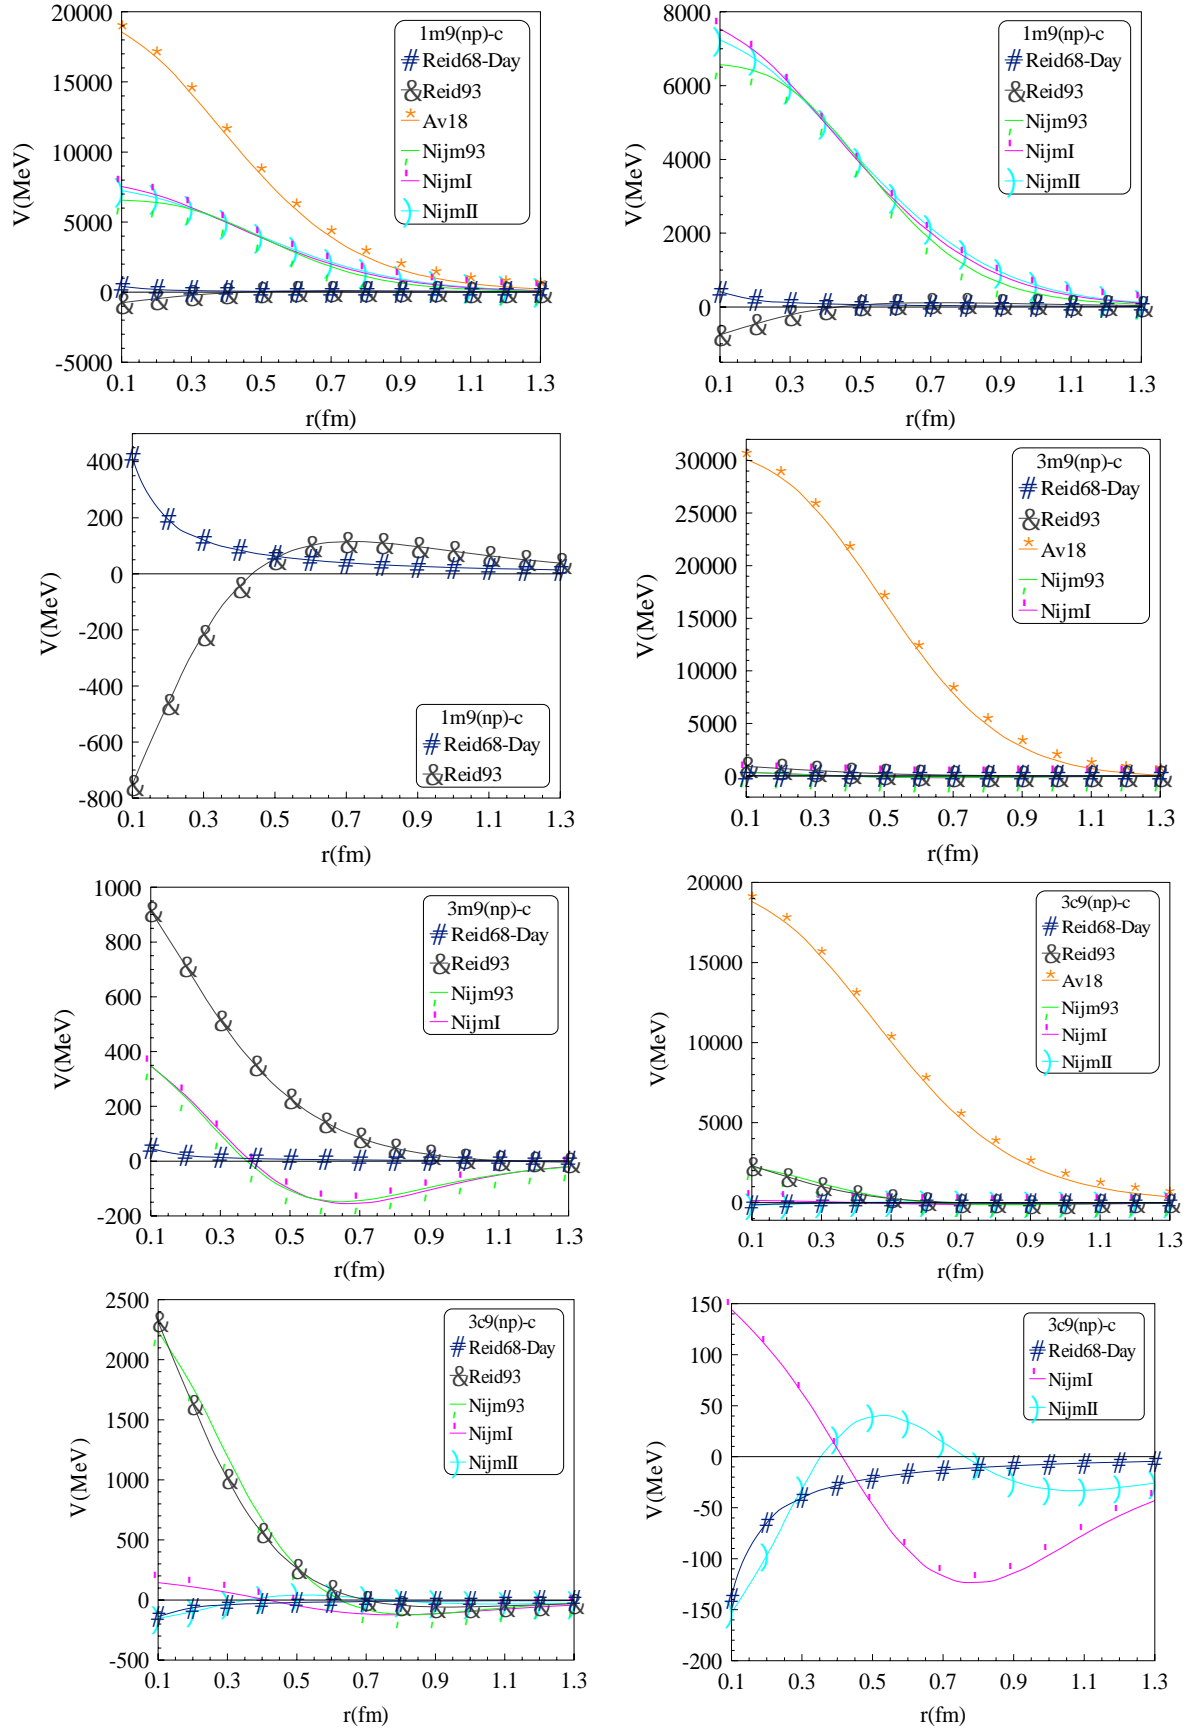 20000
15000
10000
5000
0
-5000
V(MeV)
0.1 0.3 0.5 0.7 0.9 1.1 1.3
r(fm)
1m9(np)-c
Reid68-Day
Reid93
Av18
Nijm93
NijmI
NijmII
8000
6000
4000
2000
0
V(MeV)
0.1 0.3 0.5 0.7 0.9 1.1 1.3
r(fm)
1m9(np)-c
Reid68-Day
Reid93
Nijm93
NijmI
NijmII
400
200
0
-200
-400
-600
-800
V(MeV)
0.1 0.3 0.5 0.7 0.9 1.1 1.3
r(fm)
1m9(np)-c
Reid68-Day
Reid93
30000
25000
20000
15000
10000
5000
0
V(MeV)
0.1 0.3 0.5 0.7 0.9 1.1 1.3
r(fm)
3m9(np)-c
Reid68-Day
Reid93
Av18
Nijm93
NijmI
1000
800
600
400
200
0
-200
V(MeV)
0.1 0.3 0.5 0.7 0.9 1.1 1.3
r(fm)
3m9(np)-c
Reid68-Day
Reid93
Nijm93
NijmI
20000
15000
10000
5000
0
V(MeV)
0.1 0.3 0.5 0.7 0.9 1.1 1.3
r(fm)
3c9(np)-c
Reid68-Day
Reid93
Av18
Nijm93
NijmI
NijmII
2500
2000
1500
1000
500
0
-500
V(MeV)
0.1 0.3 0.5 0.7 0.9 1.1 1.3
r(fm)
3c9(np)-c
Reid68-Day
Reid93
Nijm93
NijmI
NijmII
150
100
50
0
-50
-100
-150
-200
V(MeV)
0.1 0.3 0.5 0.7 0.9 1.1 1.3
r(fm)
3c9(np)-c
Reid68-Day
NijmI
NijmII